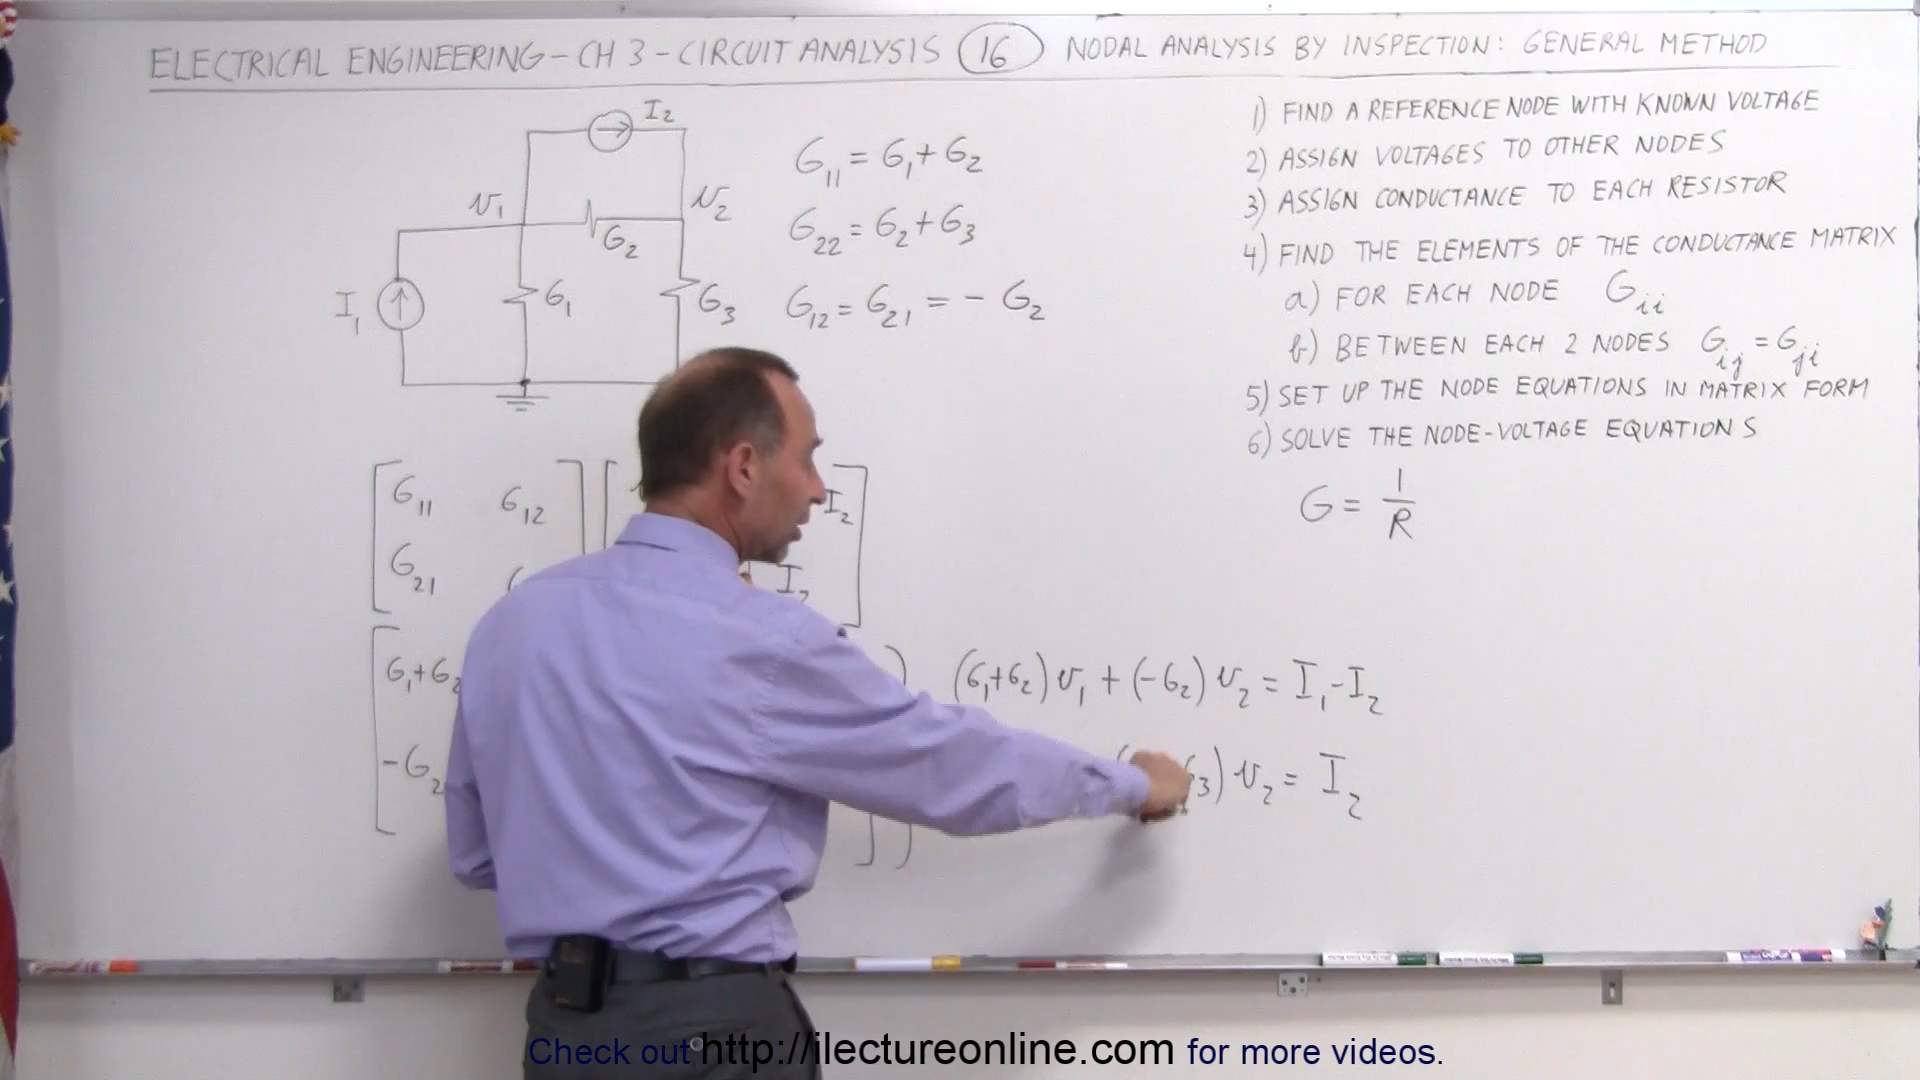 ELECTRICAL ENGINEERING - CH 3 - CIRCUIT ANALYSIS (16) NODAL ANALYSIS BY INSPECTION: GENERAL METHOD
I₂
v₁
v₂
G₂
I₁
G₁
G₃
G₁₁ = G₁ + G₂
G₂₂ = G₂ + G₃
G₁₂ = G₂₁ = - G₂
1) FIND A REFERENCE NODE WITH KNOWN VOLTAGE
2) ASSIGN VOLTAGES TO OTHER NODES
3) ASSIGN CONDUCTANCE TO EACH RESISTOR
4) FIND THE ELEMENTS OF THE CONDUCTANCE MATRIX
a) FOR EACH NODE Gᵢᵢ
b) BETWEEN EACH 2 NODES Gᵢⱼ = Gⱼᵢ
5) SET UP THE NODE EQUATIONS IN MATRIX FORM
6) SOLVE THE NODE-VOLTAGE EQUATIONS
G = 1/R
G₁₁ G₁₂ I₂
G₂₁ I₂
G₁+G₂ (G₁+G₂) v₁ + (-G₂) v₂ = I₁-I₂
-G₂ v₂ = I₂
Check out http://ilectureonline.com for more videos.